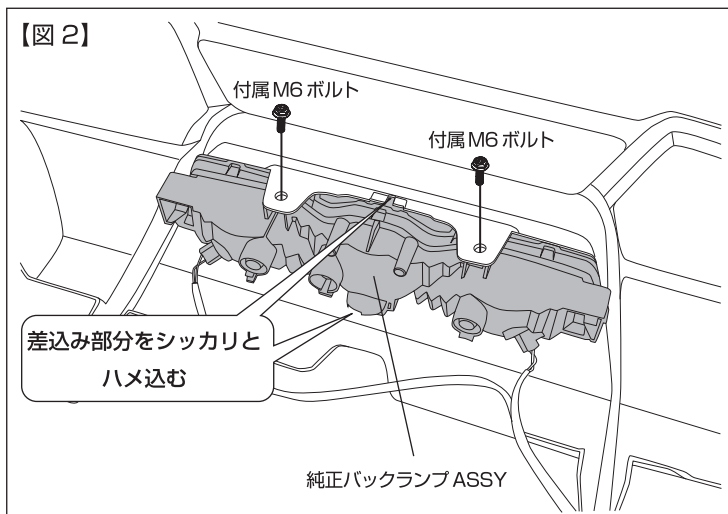 【図 2】
付属 M6 ボルト
付属 M6 ボルト
差込み部分をシッカリと
ハメ込む
純正バックランプ ASSY